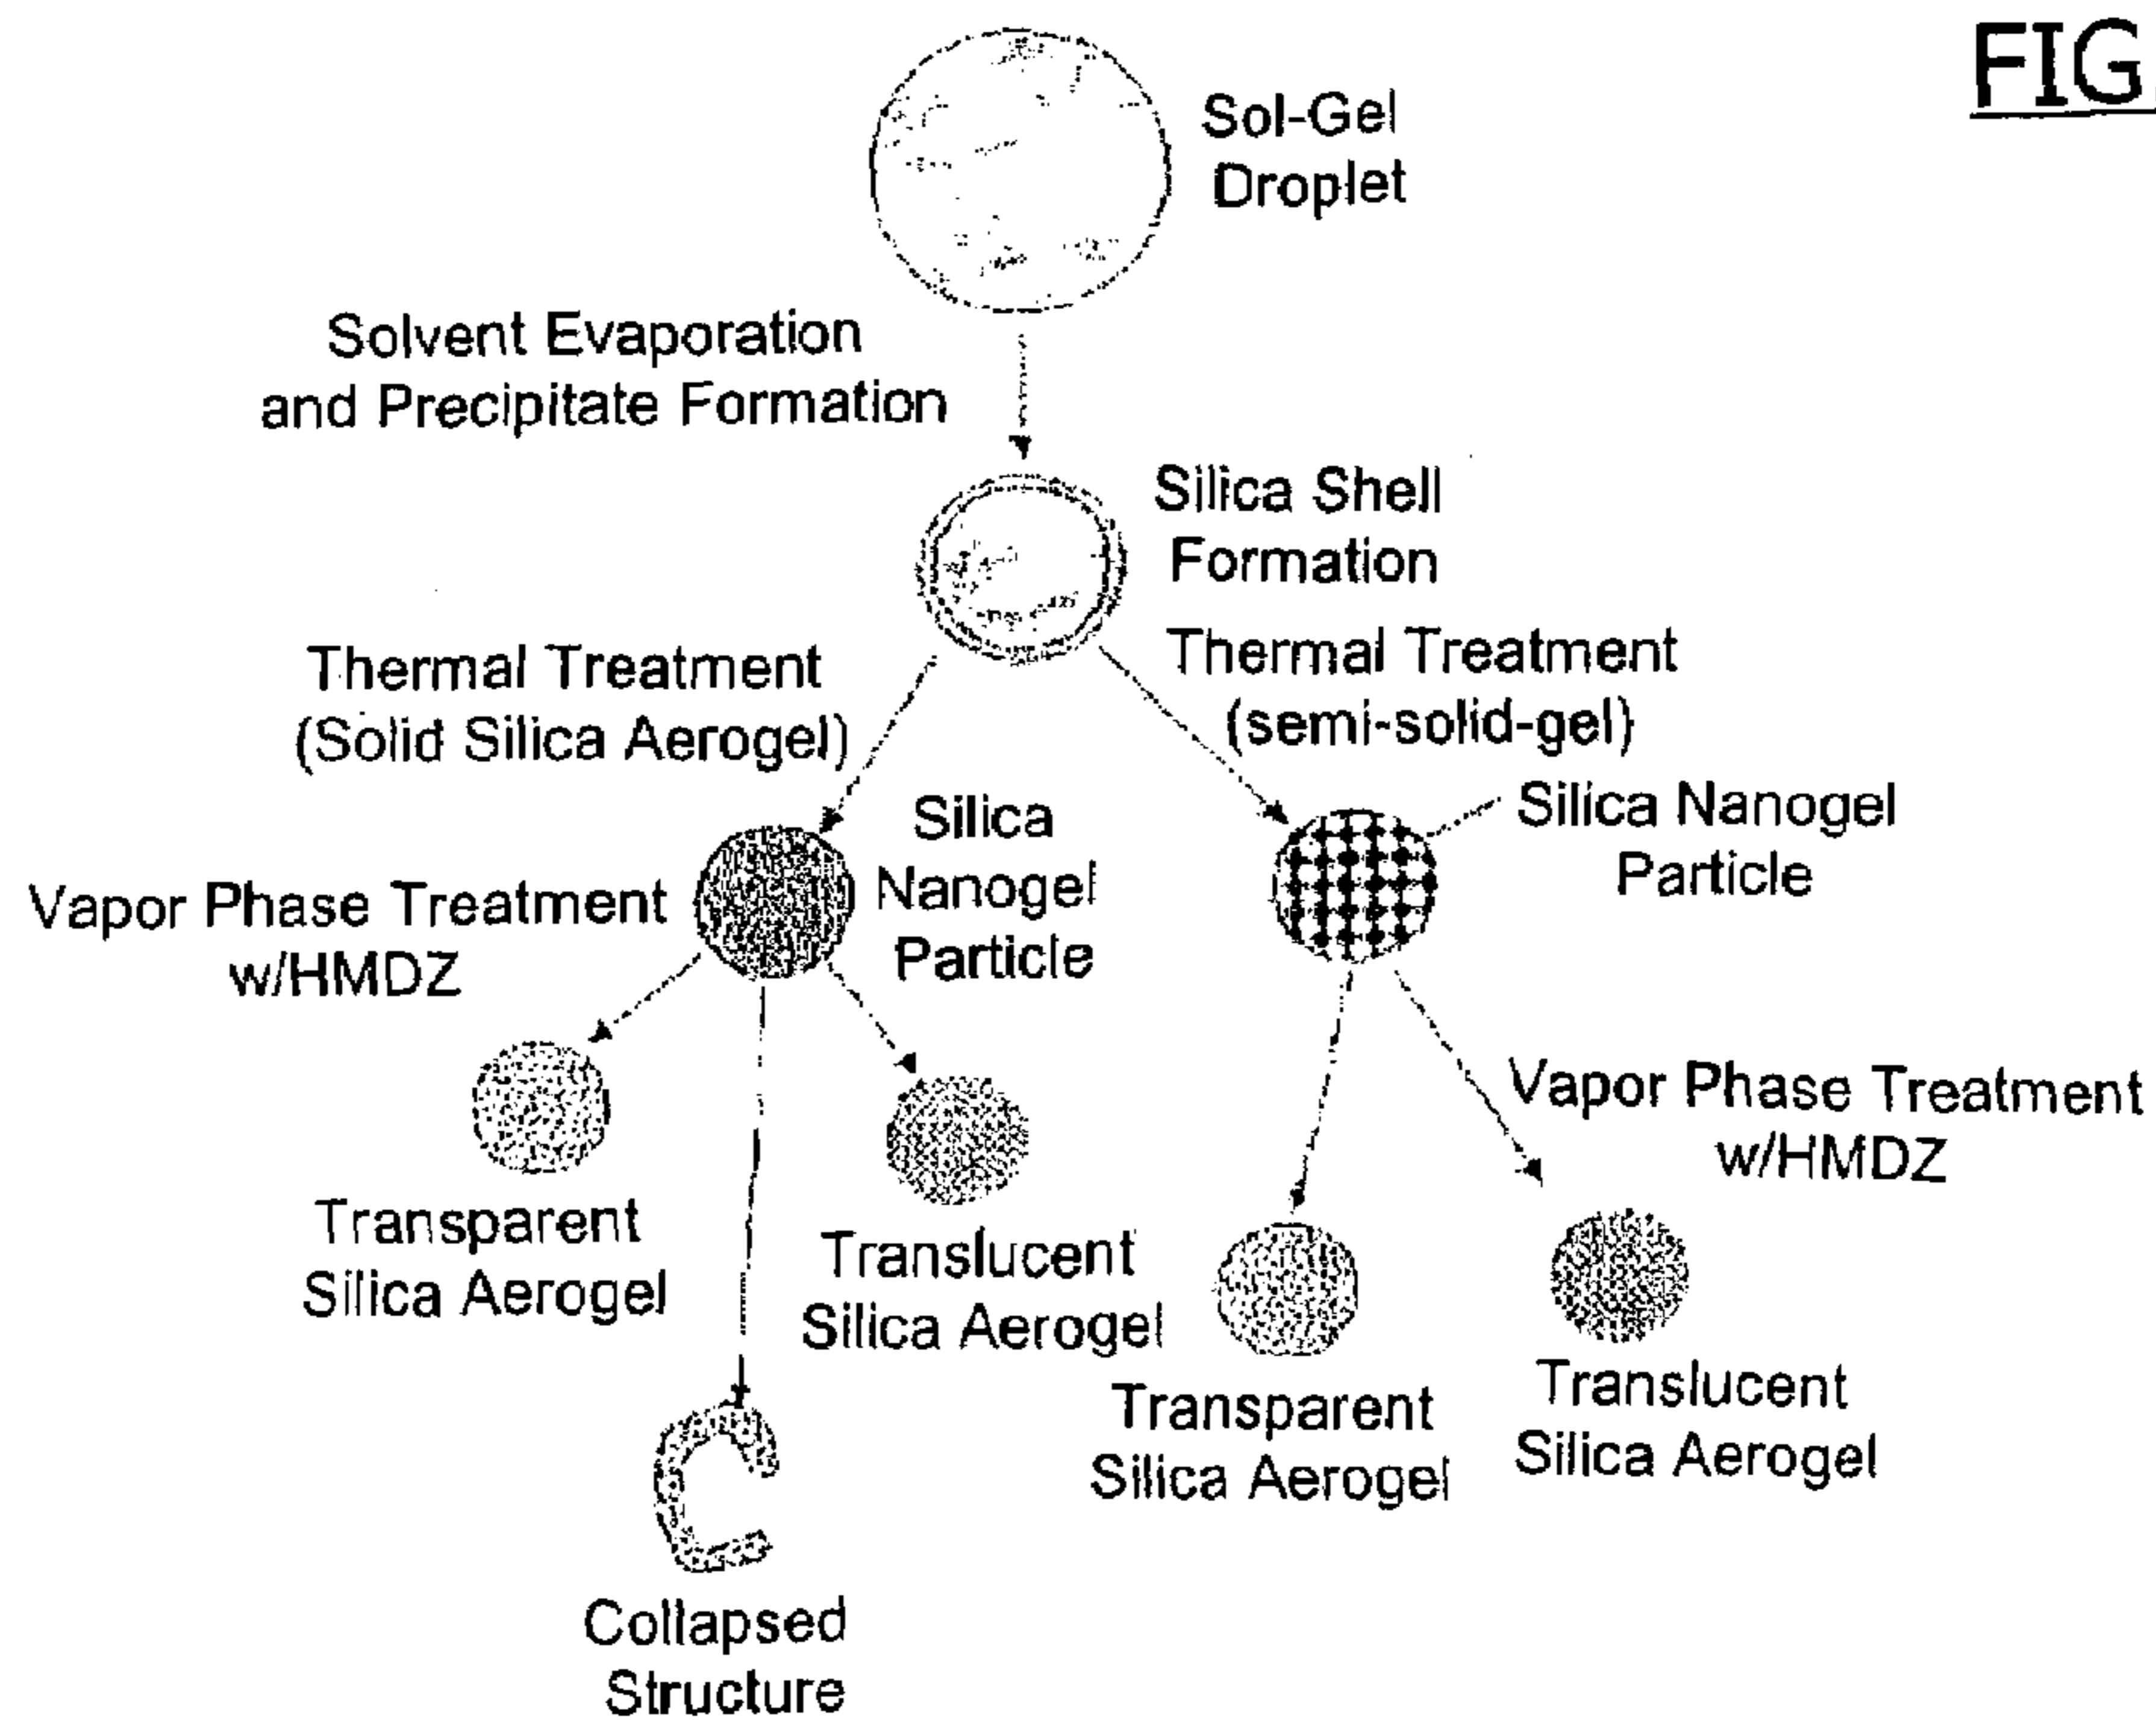 FIG.
Sol-Gel
Droplet
Solvent Evaporation
and Precipitate Formation
Silica Shell
Formation
Thermal Treatment
(Solid Silica Aerogel)
Thermal Treatment
(semi-solid-gel)
Silica
Nanogel
Particle
Silica Nanogel
Particle
Vapor Phase Treatment
w/HMDZ
Transparent
Silica Aerogel
Translucent
Silica Aerogel
Vapor Phase Treatment
w/HMDZ
Transparent
Silica Aerogel
Translucent
Silica Aerogel
Collapsed
Structure